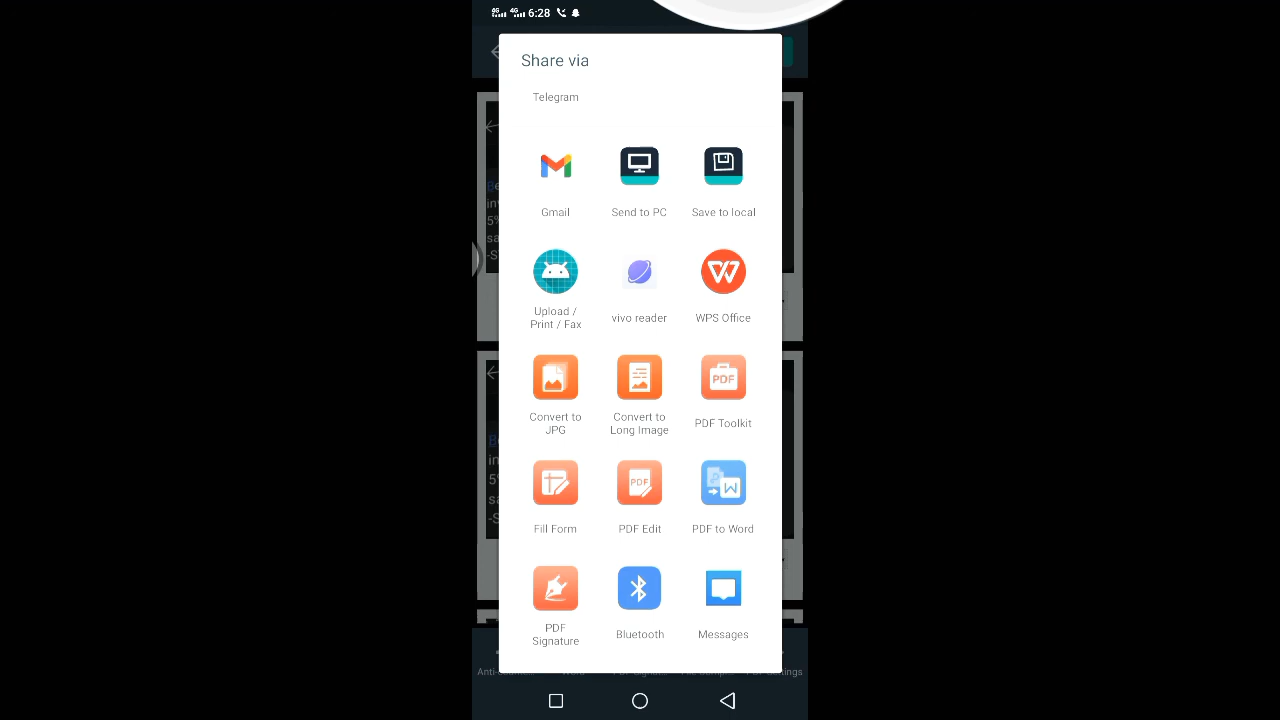 6:28
Share via
Telegram
Gmail Send to PC Save to local
Upload / Print / Fax vivo reader WPS Office
Convert to JPG Convert to Long Image PDF PDF Toolkit
Fill Form PDF PDF Edit W PDF to Word
PDF Signature Bluetooth Messages